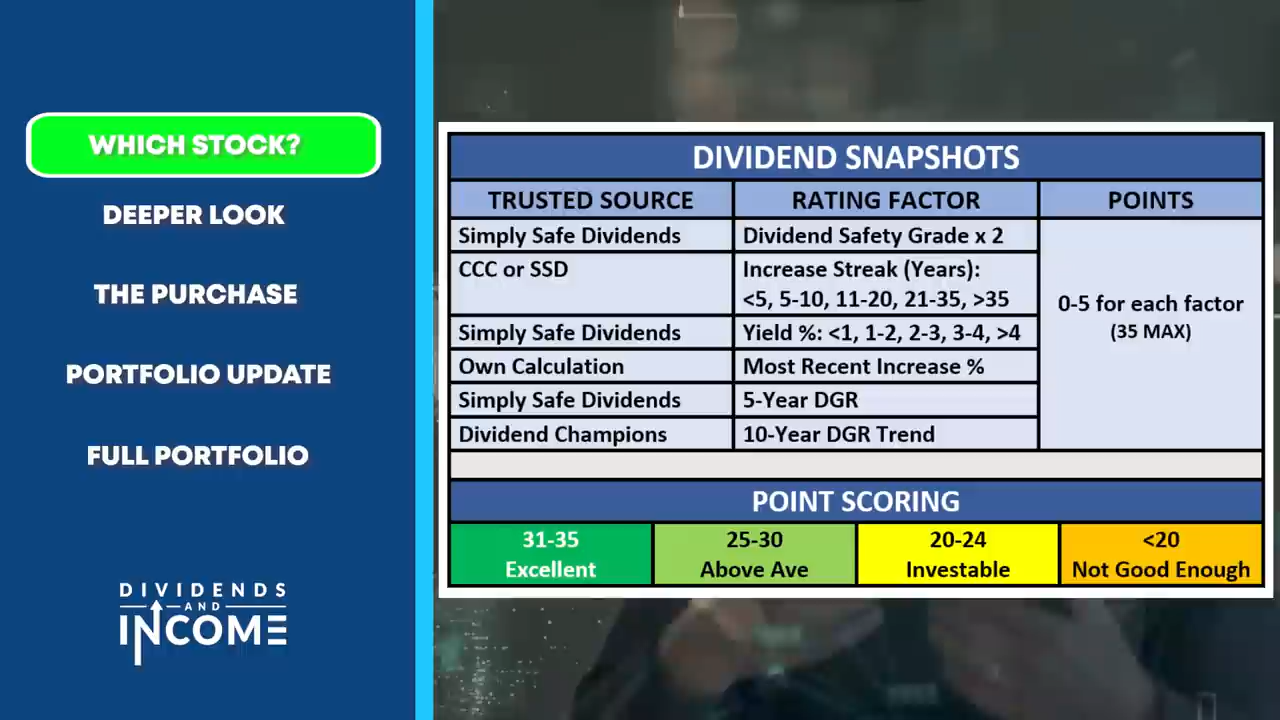 WHICH STOCK?
DEEPER LOOK
THE PURCHASE
PORTFOLIO UPDATE
FULL PORTFOLIO
DIVIDENDS
AND
INCOME
DIVIDEND SNAPSHOTS
TRUSTED SOURCE RATING FACTOR POINTS
Simply Safe Dividends Dividend Safety Grade x 2
CCC or SSD Increase Streak (Years):
<5, 5-10, 11-20, 21-35, >35
Simply Safe Dividends Yield %: <1, 1-2, 2-3, 3-4, >4
Own Calculation Most Recent Increase %
Simply Safe Dividends 5-Year DGR
Dividend Champions 10-Year DGR Trend
0-5 for each factor
(35 MAX)
POINT SCORING
31-35 25-30 20-24 <20
Excellent Above Ave Investable Not Good Enough